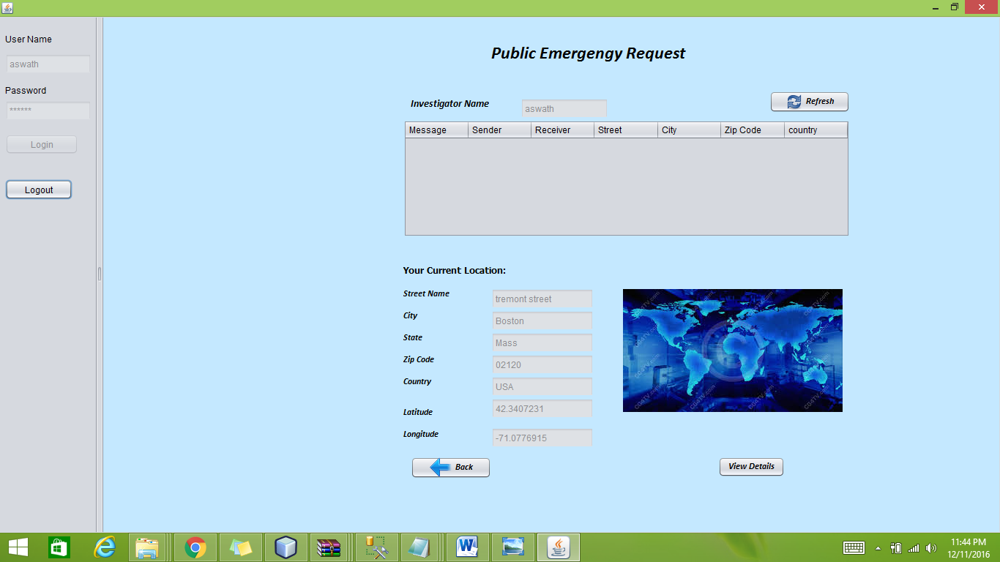 User Name
aswath
Password
******
Login
Logout
Public Emergengy Request
Investigator Name aswath Refresh
Message Sender Receiver Street City Zip Code country
Your Current Location:
Street Name tremont street
City Boston
State Mass
Zip Code 02120
Country USA
Latitude 42.3407231
Longitude -71.0776915
Back View Details
11:44 PM
12/11/2016